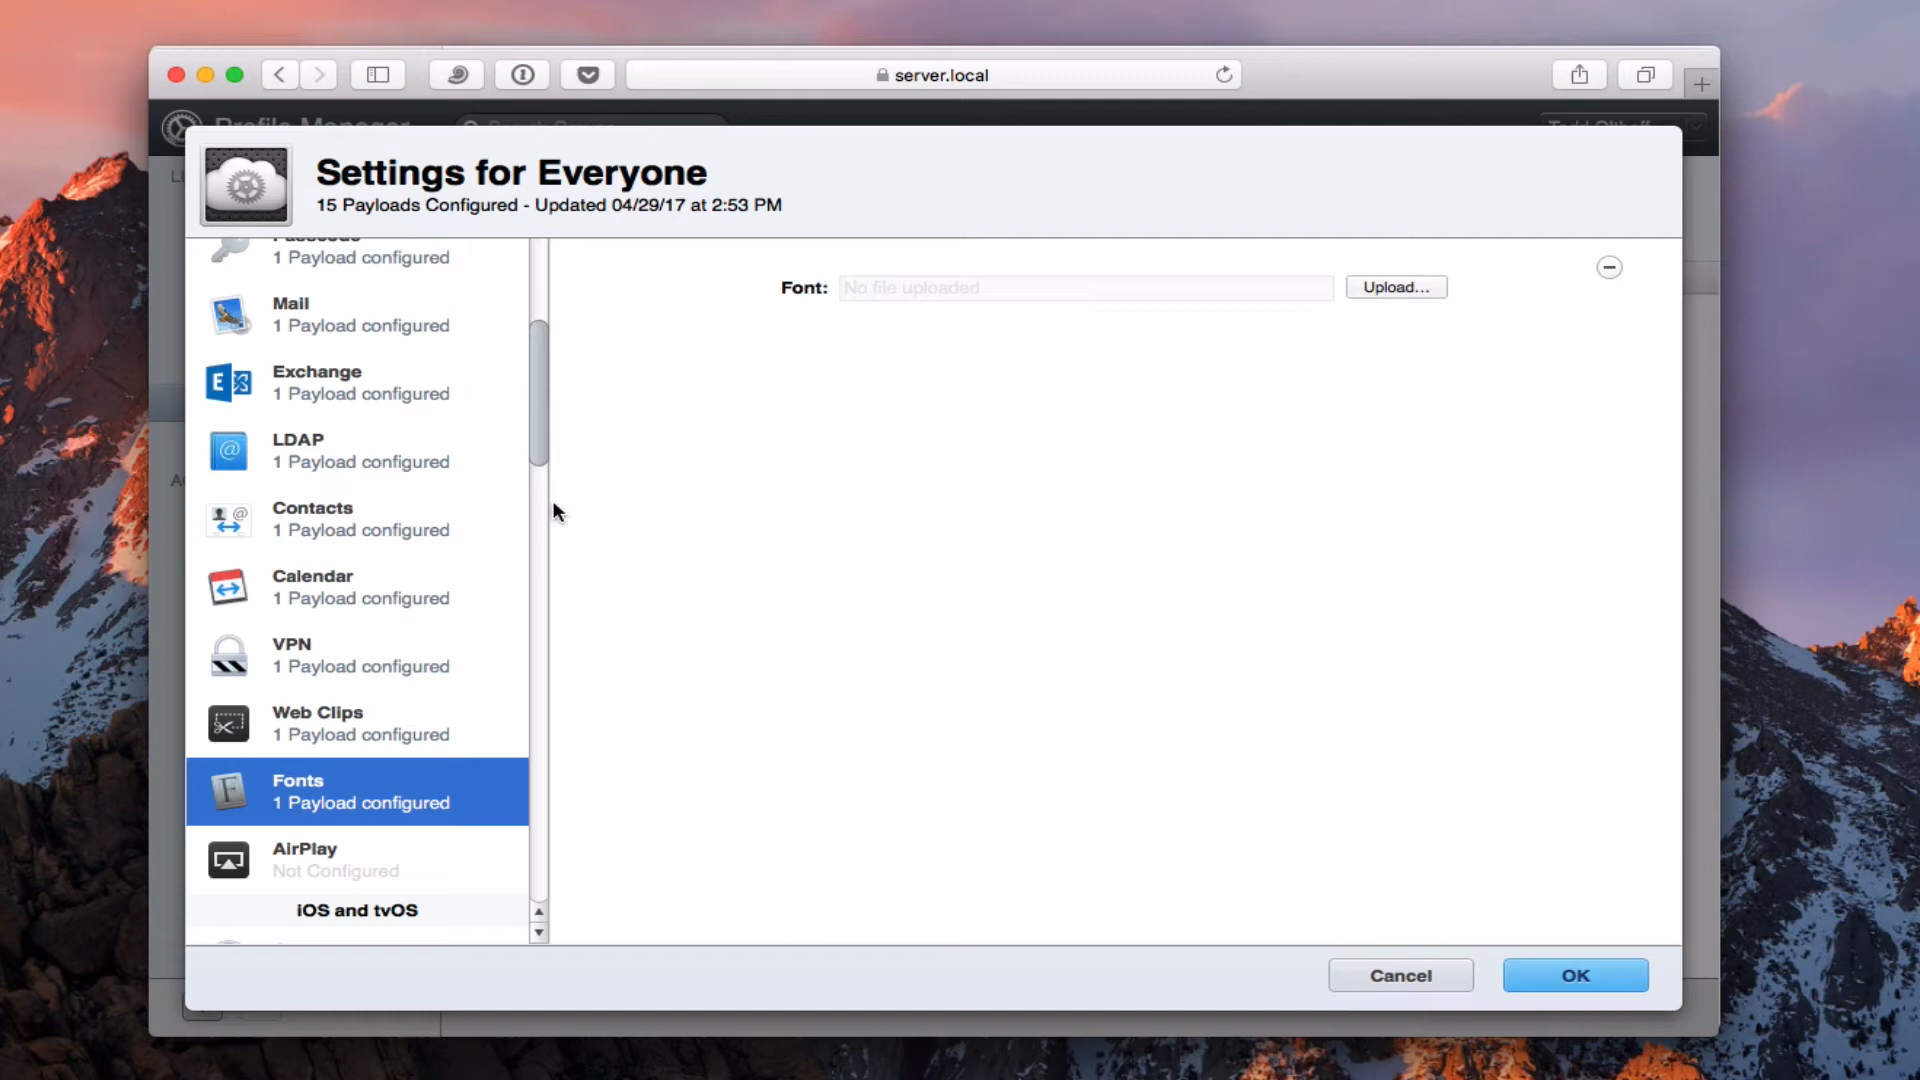 server.local
Profile Manager
Settings for Everyone
15 Payloads Configured - Updated 04/29/17 at 2:53 PM
Passcode
1 Payload configured
Mail
1 Payload configured
Exchange
1 Payload configured
LDAP
1 Payload configured
Contacts
1 Payload configured
Calendar
1 Payload configured
VPN
1 Payload configured
Web Clips
1 Payload configured
Fonts
1 Payload configured
AirPlay
Not Configured
iOS and tvOS
Font: No file uploaded Upload...
Cancel OK